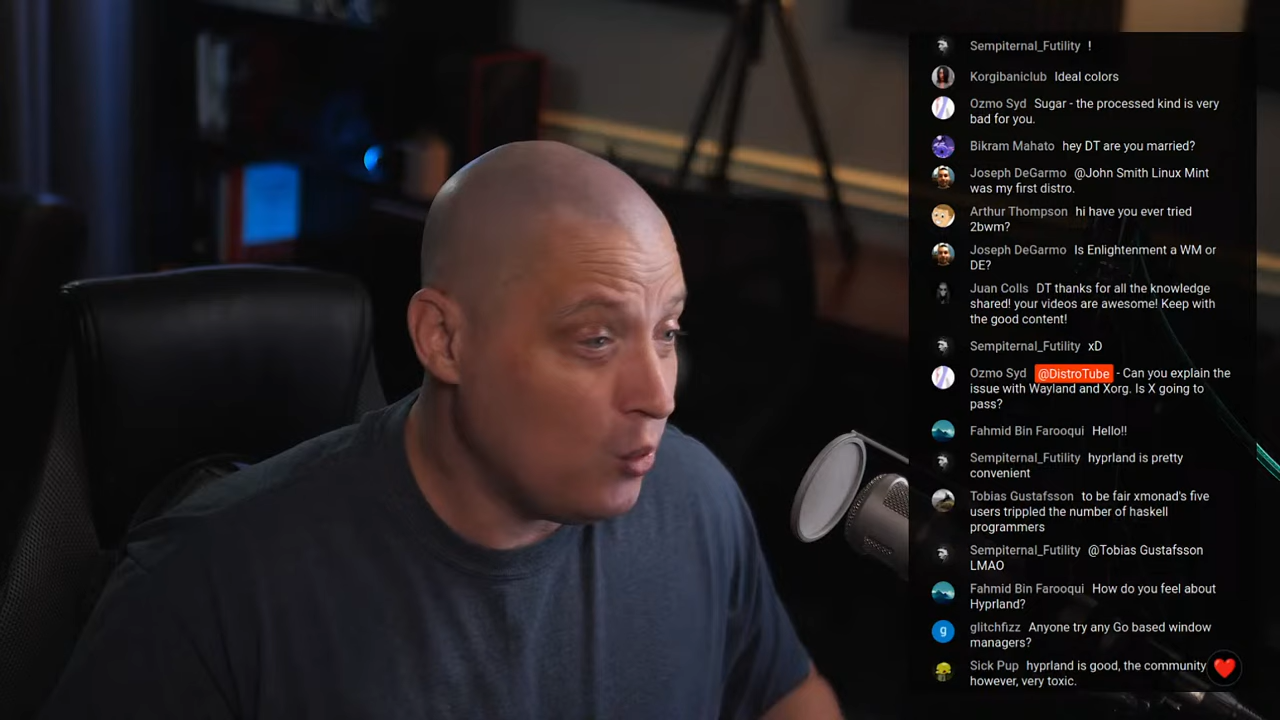 Sempiternal_Futility !
Korgibaniclub Ideal colors
Ozmo Syd Sugar - the processed kind is very
bad for you.
Bikram Mahato hey DT are you married?
Joseph DeGarmo @John Smith Linux Mint
was my first distro.
Arthur Thompson hi have you ever tried
2bwm?
Joseph DeGarmo Is Enlightenment a WM or
DE?
Juan Colls DT thanks for all the knowledge
shared! your videos are awesome! Keep with
the good content!
Sempiternal_Futility xD
Ozmo Syd @DistroTube - Can you explain the
issue with Wayland and Xorg. Is X going to
pass?
Fahmid Bin Farooqui Hello!!
Sempiternal_Futility hyprland is pretty
convenient
Tobias Gustafsson to be fair xmonad's five
users trippled the number of haskell
programmers
Sempiternal_Futility @Tobias Gustafsson
LMAO
Fahmid Bin Farooqui How do you feel about
Hyprland?
g glitchfizz Anyone try any Go based window
managers?
Sick Pup hyprland is good, the community
however, very toxic.